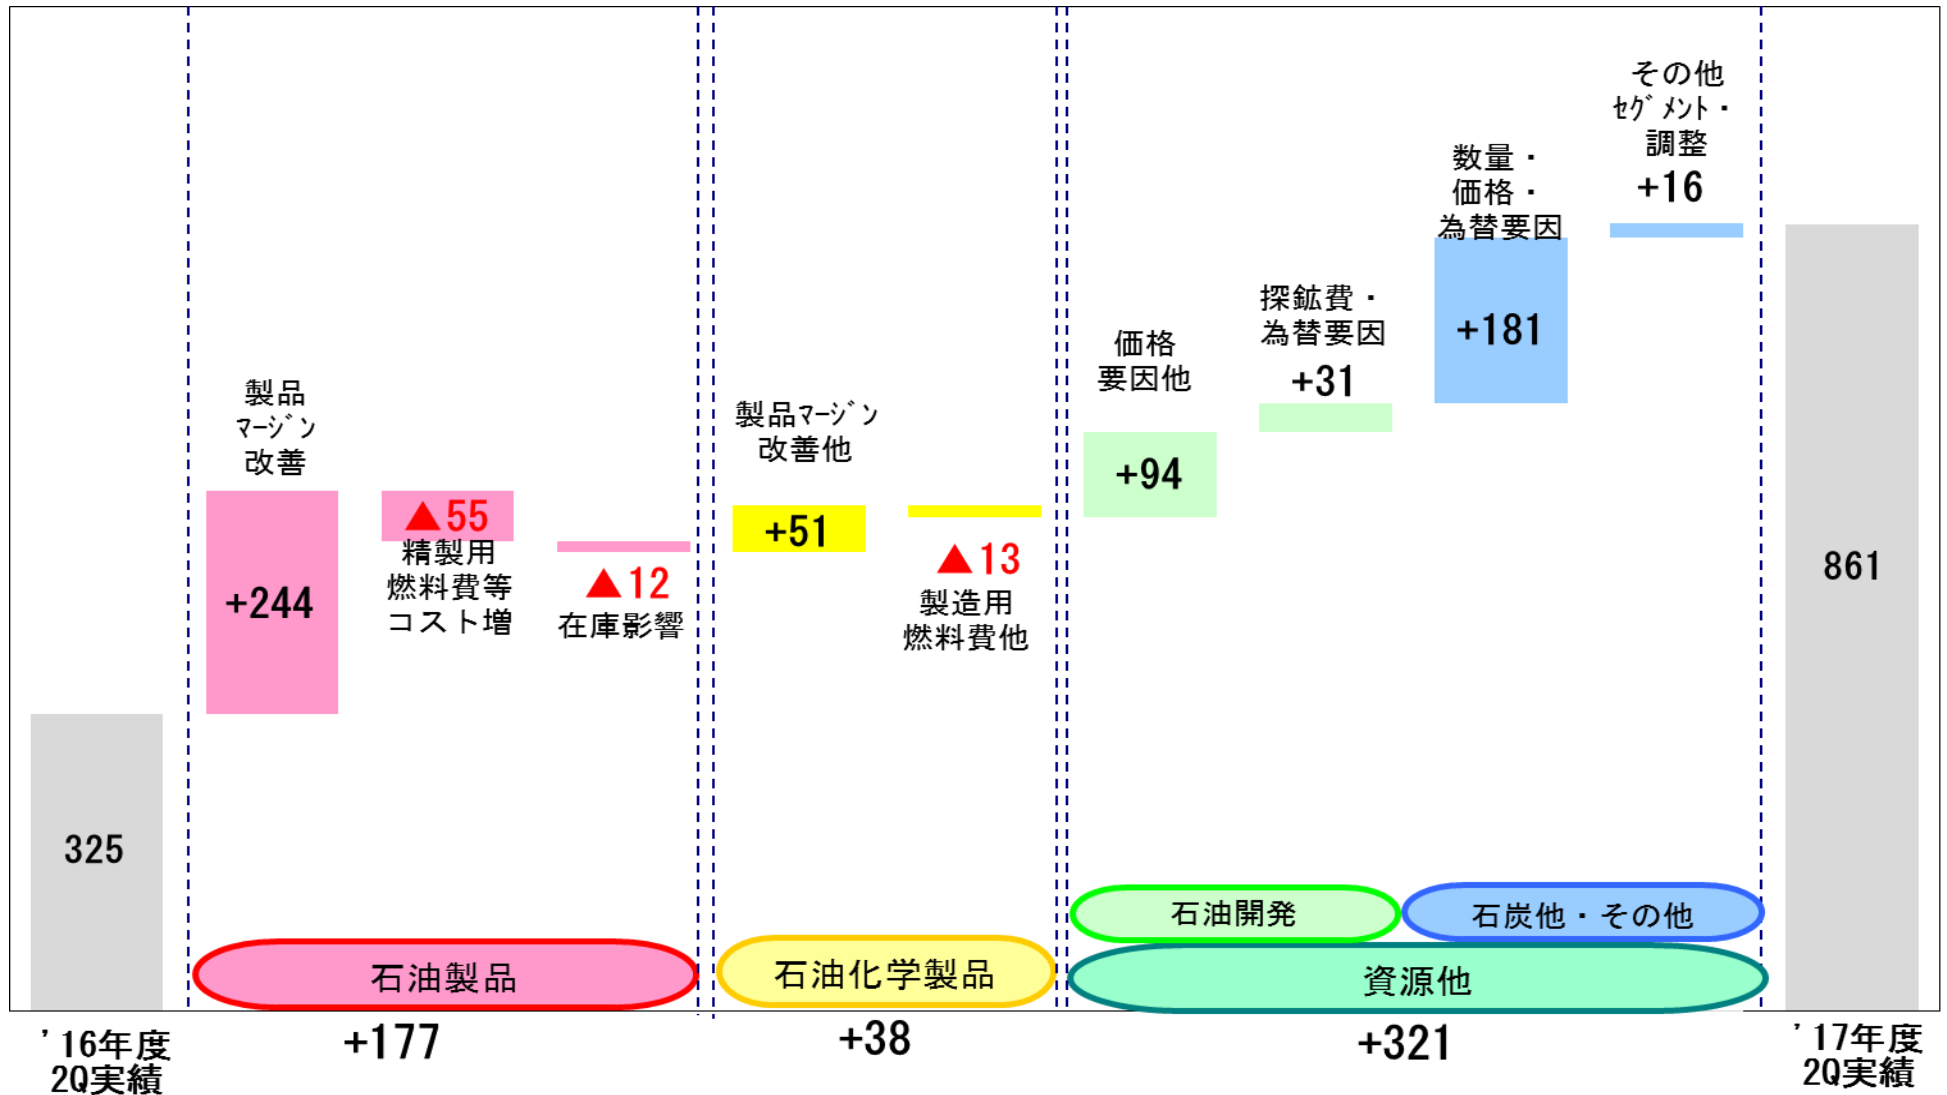 325
製品
ﾏｰｼﾞﾝ
改善
+244
▲55
精製用
燃料費等
コスト増
▲12
在庫影響
製品ﾏｰｼﾞﾝ
改善他
+51
▲13
製造用
燃料費他
価格
要因他
+94
探鉱費・
為替要因
+31
数量・
価格・
為替要因
+181
その他
ｾｸﾞﾒﾝﾄ・
調整
+16
861
石油開発
石炭他・その他
石油製品
石油化学製品
資源他
’16年度
2Q実績
+177
+38
+321
’17年度
2Q実績